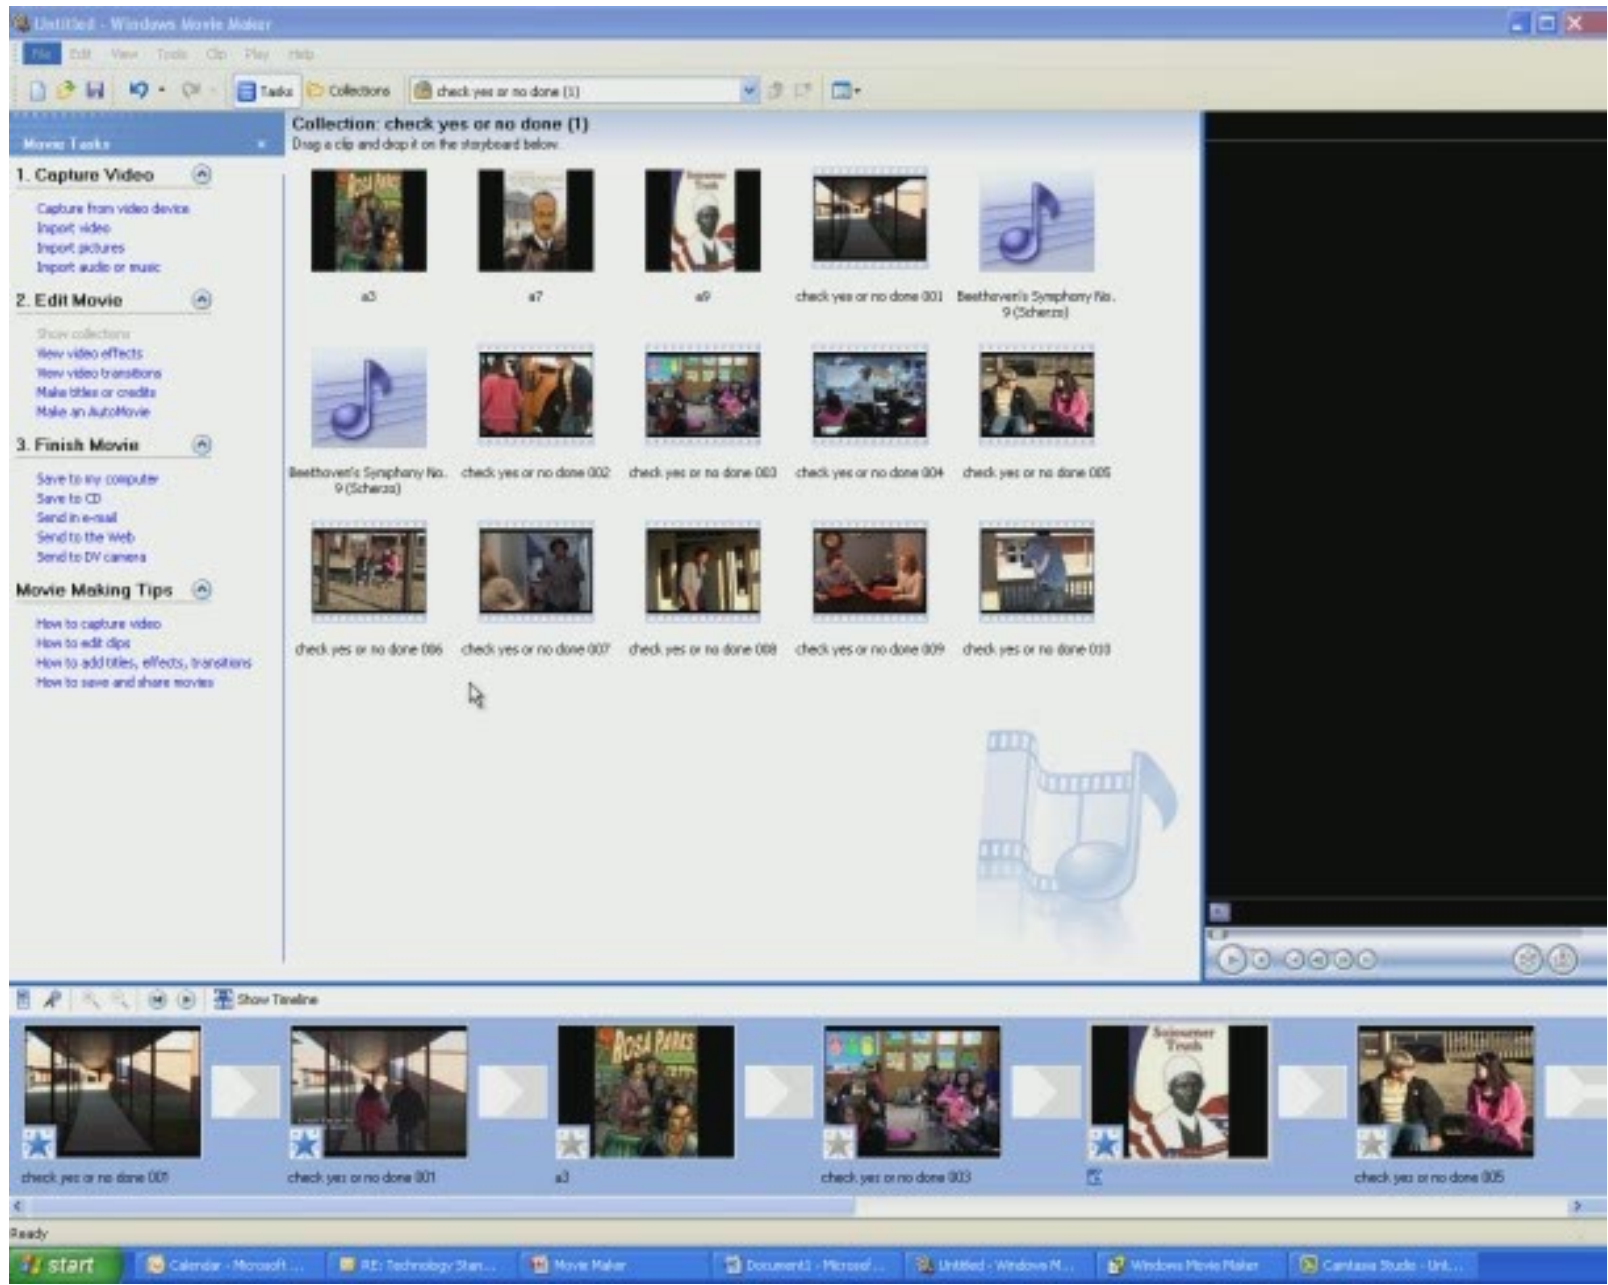 Untitled - Windows Movie Maker
File Edit View Tools Clip Play Help
Tasks Collections check yes or no done (1)
Movie Tasks
Collection: check yes or no done (1)
Drag a clip and drop it on the storyboard below.
1. Capture Video
Capture from video device
Import video
Import pictures
Import audio or music
2. Edit Movie
Show collections
View video effects
View video transitions
Make titles or credits
Make an AutoMovie
3. Finish Movie
Save to my computer
Save to CD
Send in e-mail
Send to the Web
Send to DV camera
Movie Making Tips
How to capture video
How to edit clips
How to add titles, effects, transitions
How to save and share movies
ROSA PARKS
Sojourner
Truth
a3 a7 a9 check yes or no done 001 Beethoven's Symphony No.
9 (Scherzo)
Beethoven's Symphony No. check yes or no done 002 check yes or no done 003 check yes or no done 004 check yes or no done 005
9 (Scherzo)
check yes or no done 006 check yes or no done 007 check yes or no done 008 check yes or no done 009 check yes or no done 010
Show Timeline
ROSA PARKS
Sojourner
Truth
check yes or no done 001 check yes or no done 001 a3 check yes or no done 003 check yes or no done 005
Ready
start Calendar - Microsoft ... RE: Technology Stan... Movie Maker Document1 - Microsof... Untitled - Windows M... Windows Movie Maker Camtasia Studio - Unt...